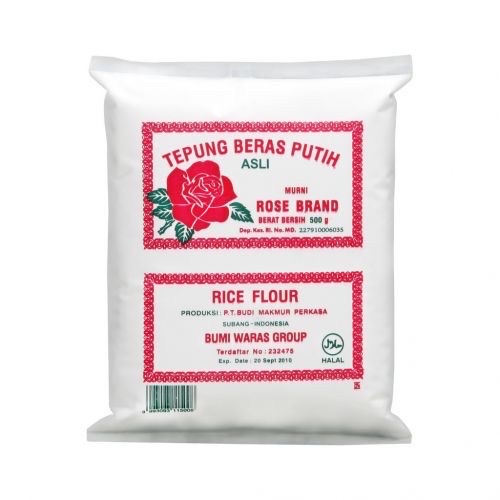 TEPUNG BERAS PUTIH
ASLI
MURNI
ROSE BRAND
BERAT BERSIH 500 g
Dep. Kes. RI. No. MD. 227910006035
RICE FLOUR
PRODUKSI : P.T. BUDI MAKMUR PERKASA
SUBANG - INDONESIA
BUMI WARAS GROUP
Terdaftar No : 232475
Exp. Date : 20 Sept 2010
حلال
HALAL